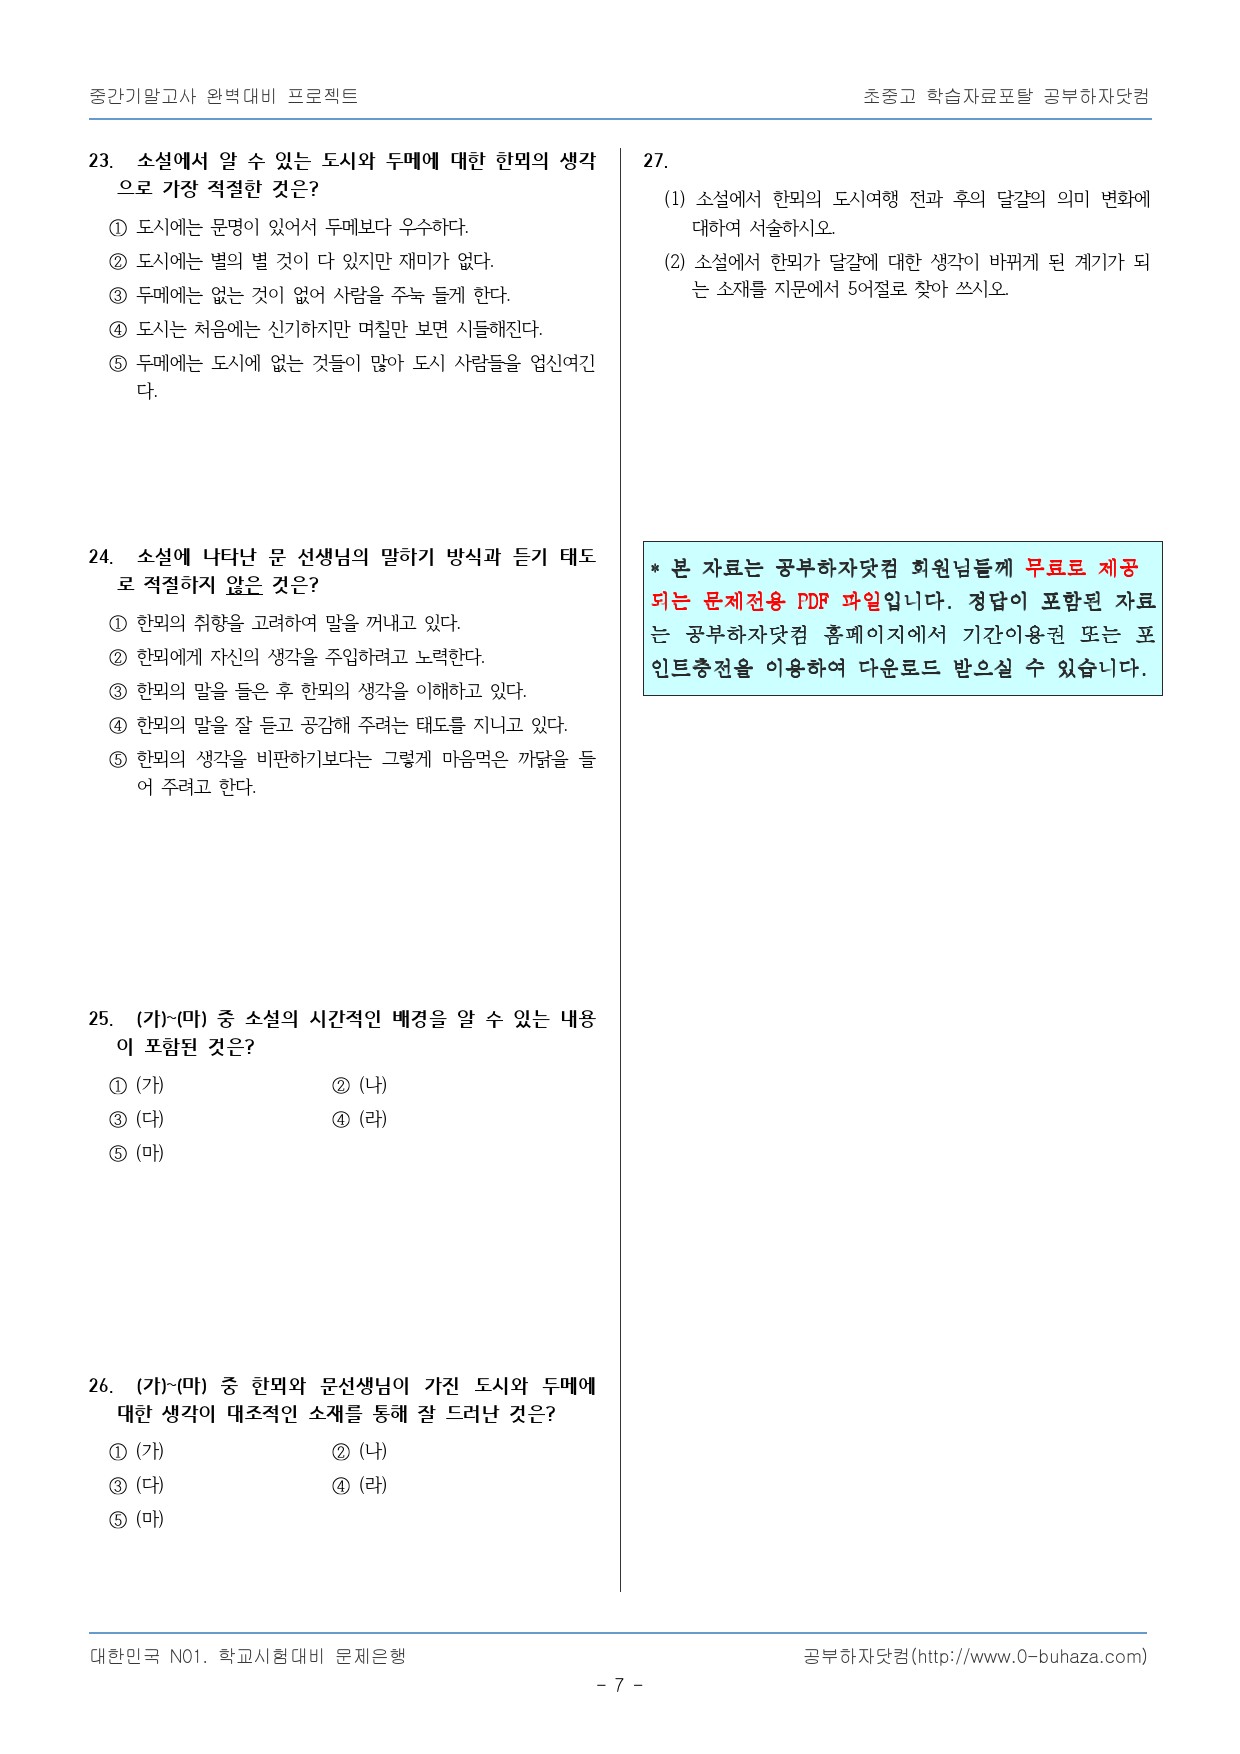 중간기말고사 완벽대비 프로젝트
초중고 학습자료포탈 공부하자닷컴
23. 소설에서 알 수 있는 도시와 두메에 대한 한뫼의 생각
으로 가장 적절한 것은?
① 도시에는 문명이 있어서 두메보다 우수하다.
② 도시에는 별의 별 것이 다 있지만 재미가 없다.
③ 두메에는 없는 것이 없어 사람을 주눅 들게 한다.
④ 도시는 처음에는 신기하지만 며칠만 보면 시들해진다.
⑤ 두메에는 도시에 없는 것들이 많아 도시 사람들을 업신여긴
다.
24. 소설에 나타난 문 선생님의 말하기 방식과 듣기 태도
로 적절하지 않은 것은?
① 한뫼의 취향을 고려하여 말을 꺼내고 있다.
② 한뫼에게 자신의 생각을 주입하려고 노력한다.
③ 한뫼의 말을 들은 후 한뫼의 생각을 이해하고 있다.
④ 한뫼의 말을 잘 듣고 공감해 주려는 태도를 지니고 있다.
⑤ 한뫼의 생각을 비판하기보다는 그렇게 마음먹은 까닭을 들
어 주려고 한다.
25. (가)~(마) 중 소설의 시간적인 배경을 알 수 있는 내용
이 포함된 것은?
① (가) ② (나)
③ (다) ④ (라)
⑤ (마)
26. (가)~(마) 중 한뫼와 문선생님이 가진 도시와 두메에
대한 생각이 대조적인 소재를 통해 잘 드러난 것은?
① (가) ② (나)
③ (다) ④ (라)
⑤ (마)
27.
(1) 소설에서 한뫼의 도시여행 전과 후의 달걀의 의미 변화에
대하여 서술하시오.
(2) 소설에서 한뫼가 달걀에 대한 생각이 바뀌게 된 계기가 되
는 소재를 지문에서 5어절로 찾아 쓰시오.
* 본 자료는 공부하자닷컴 회원님들께 무료로 제공
되는 문제전용 PDF 파일입니다. 정답이 포함된 자료
는 공부하자닷컴 홈페이지에서 기간이용권 또는 포
인트충전을 이용하여 다운로드 받으실 수 있습니다.
대한민국 N01. 학교시험대비 문제은행
공부하자닷컴(http://www.0-buhaza.com)
- 7 -